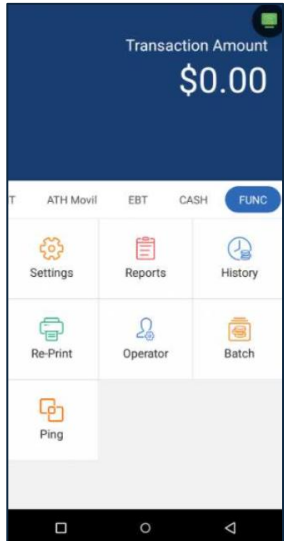 Transaction Amount
$0.00
T ATH Movil EBT CASH FUNC
Settings Reports History
Re-Print Operator Batch
Ping